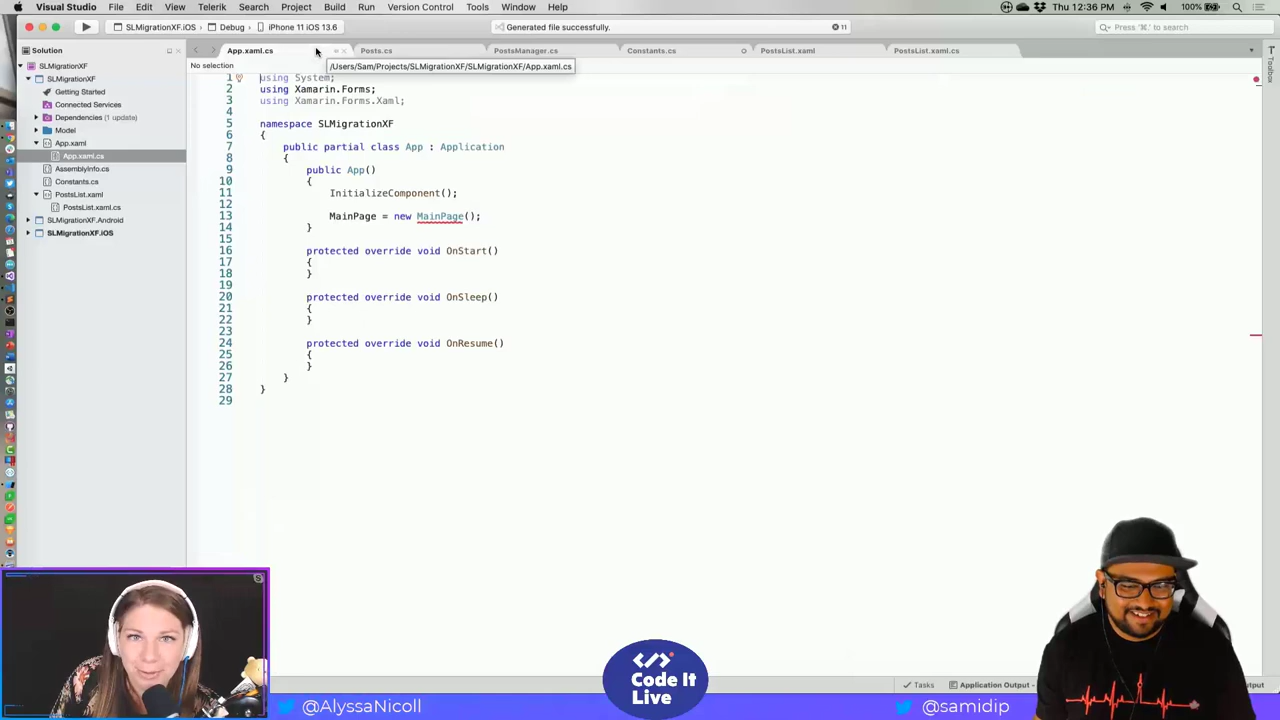 Visual Studio File Edit View Telerik Search Project Build Run Version Control Tools Window Help
100% Thu 12:36 PM
SLMigrationXF.iOS Debug iPhone 11 iOS 13.6
Generated file successfully. 11
Press '⌘.' to search
Solution
App.xaml.cs Posts.cs PostsManager.cs Constants.cs PostsList.xaml PostsList.xaml.cs
No selection
/Users/Sam/Projects/SLMigrationXF/SLMigrationXF/App.xaml.cs
Toolbox
SLMigrationXF
SLMigrationXF
Getting Started
Connected Services
Dependencies (1 update)
Model
App.xaml
App.xaml.cs
AssemblyInfo.cs
Constants.cs
PostsList.xaml
PostsList.xaml.cs
SLMigrationXF.Android
SLMigrationXF.iOS
1 using System;
2 using Xamarin.Forms;
3 using Xamarin.Forms.Xaml;
4
5 namespace SLMigrationXF
6 {
7 public partial class App : Application
8 {
9 public App()
10 {
11 InitializeComponent();
12
13 MainPage = new MainPage();
14 }
15
16 protected override void OnStart()
17 {
18 }
19
20 protected override void OnSleep()
21 {
22 }
23
24 protected override void OnResume()
25 {
26 }
27 }
28 }
29
Code It
Live
Tasks Application Output -
@AlyssaNicoll
@samidip